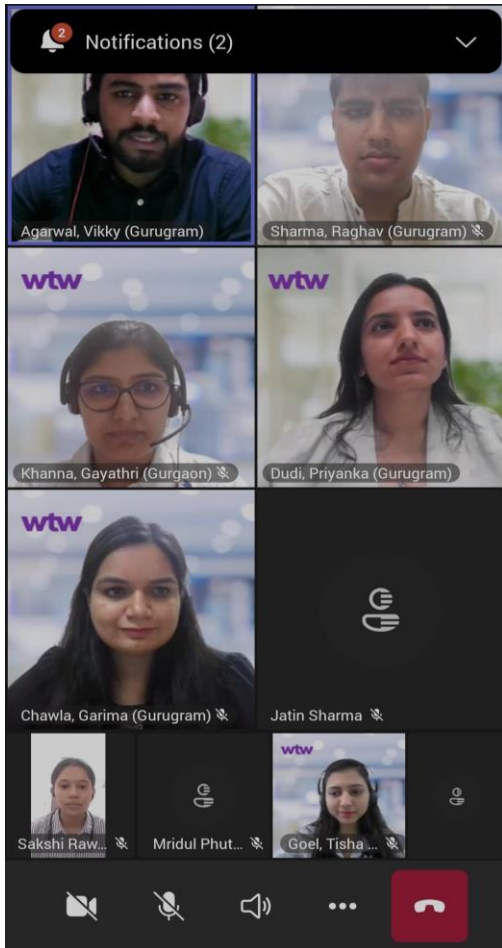 2
Notifications (2)
Agarwal, Vikky (Gurugram)
Sharma, Raghav (Gurugram)
wtw
wtw
Khanna, Gayathri (Gurgaon)
Dudi, Priyanka (Gurugram)
wtw
Chawla, Garima (Gurugram)
Jatin Sharma
wtw
Sakshi Raw...
Mridul Phut...
Goel, Tisha ...